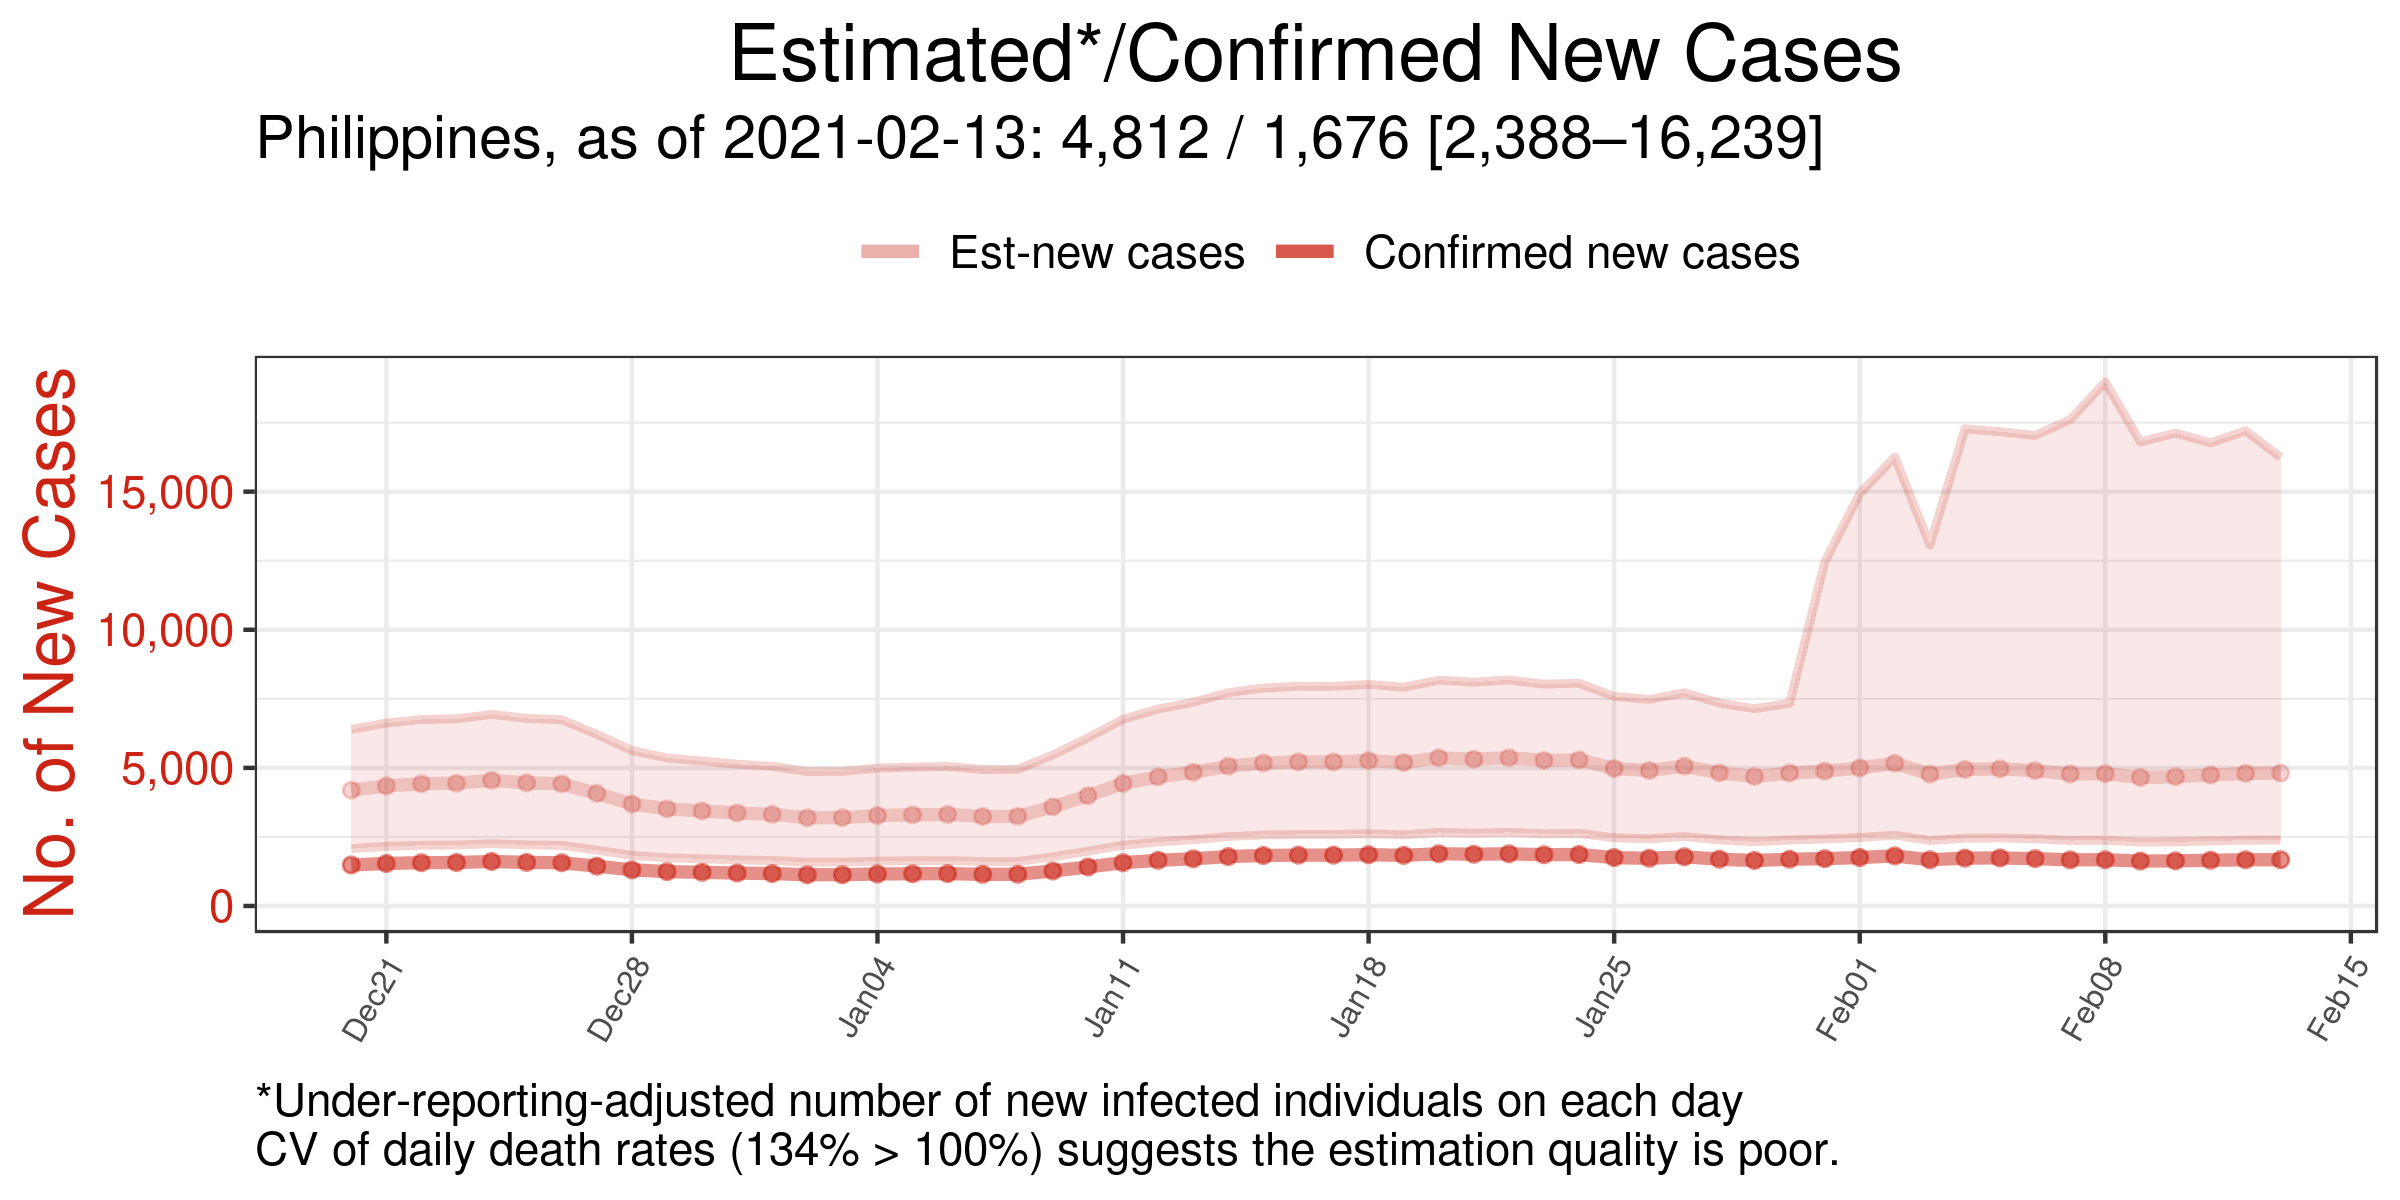 Estimated*/Confirmed New Cases
Philippines, as of 2021-02-13: 4,812 / 1,676 [2,388–16,239]
Est-new cases
Confirmed new cases
No. of New Cases
15,000
10,000
5,000
0
Dec21
Dec28
Jan04
Jan11
Jan18
Jan25
Feb01
Feb08
Feb15
*Under-reporting-adjusted number of new infected individuals on each day
CV of daily death rates (134% > 100%) suggests the estimation quality is poor.